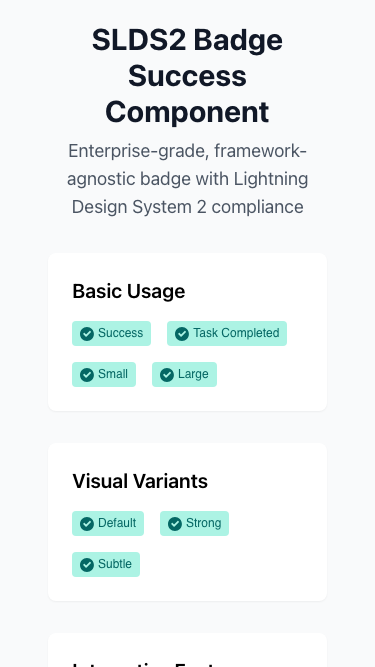 SLDS2 Badge
Success
Component
Enterprise-grade, framework-
agnostic badge with Lightning
Design System 2 compliance
Basic Usage
Success
Task Completed
Small
Large
Visual Variants
Default
Strong
Subtle